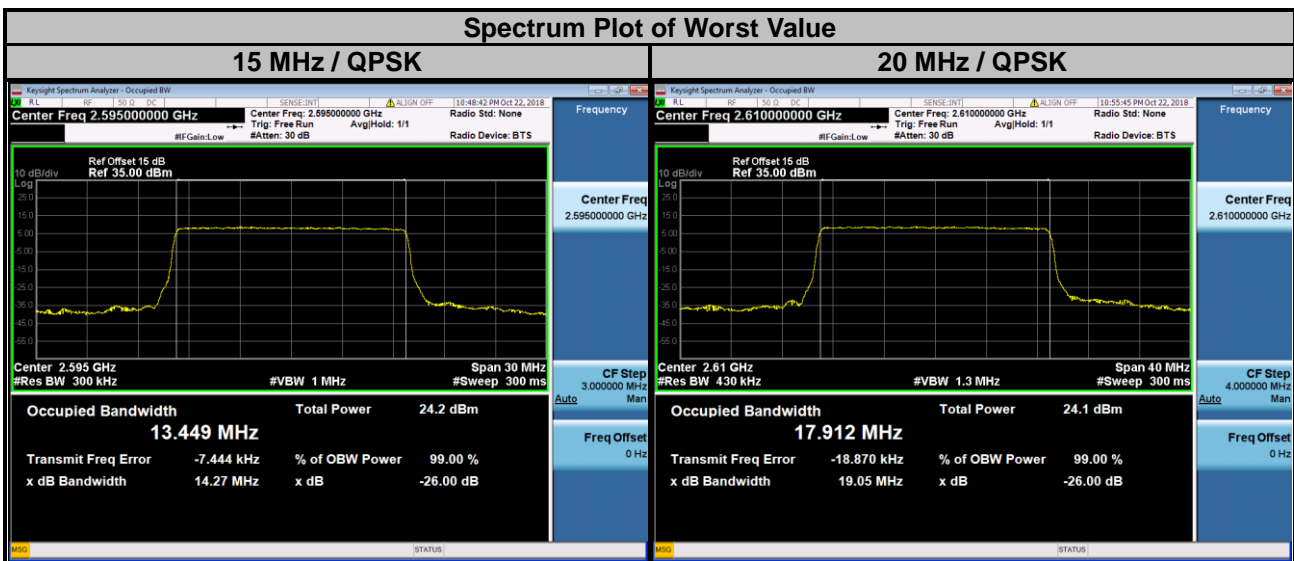 Spectrum Plot of Worst Value
15 MHz / QPSK
20 MHz / QPSK
Keysight Spectrum Analyzer - Occupied BW
RL RF 50 Ω DC SENSE:INT ALIGN OFF 10:48:42 PM Oct 22, 2018
Center Freq 2.595000000 GHz
Center Freq: 2.595000000 GHz
Radio Std: None
Trig: Free Run Avg|Hold: 1/1
#IFGain:Low #Atten: 30 dB Radio Device: BTS
Ref Offset 15 dB
10 dB/div Ref 35.00 dBm
Log
25.0
15.0
5.00
-5.00
-15.0
-25.0
-35.0
-45.0
-55.0
Center 2.595 GHz Span 30 MHz
#Res BW 300 kHz #VBW 1 MHz #Sweep 300 ms
Occupied Bandwidth Total Power 24.2 dBm
13.449 MHz
Transmit Freq Error -7.444 kHz % of OBW Power 99.00 %
x dB Bandwidth 14.27 MHz x dB -26.00 dB
MSG STATUS
Frequency
Center Freq
2.595000000 GHz
CF Step
3.000000 MHz
Auto Man
Freq Offset
0 Hz
Keysight Spectrum Analyzer - Occupied BW
RL RF 50 Ω DC SENSE:INT ALIGN OFF 10:55:45 PM Oct 22, 2018
Center Freq 2.610000000 GHz
Center Freq: 2.610000000 GHz
Radio Std: None
Trig: Free Run Avg|Hold: 1/1
#IFGain:Low #Atten: 30 dB Radio Device: BTS
Ref Offset 15 dB
10 dB/div Ref 35.00 dBm
Log
25.0
15.0
5.00
-5.00
-15.0
-25.0
-35.0
-45.0
-55.0
Center 2.61 GHz Span 40 MHz
#Res BW 430 kHz #VBW 1.3 MHz #Sweep 300 ms
Occupied Bandwidth Total Power 24.1 dBm
17.912 MHz
Transmit Freq Error -18.870 kHz % of OBW Power 99.00 %
x dB Bandwidth 19.05 MHz x dB -26.00 dB
MSG STATUS
Frequency
Center Freq
2.610000000 GHz
CF Step
4.000000 MHz
Auto Man
Freq Offset
0 Hz